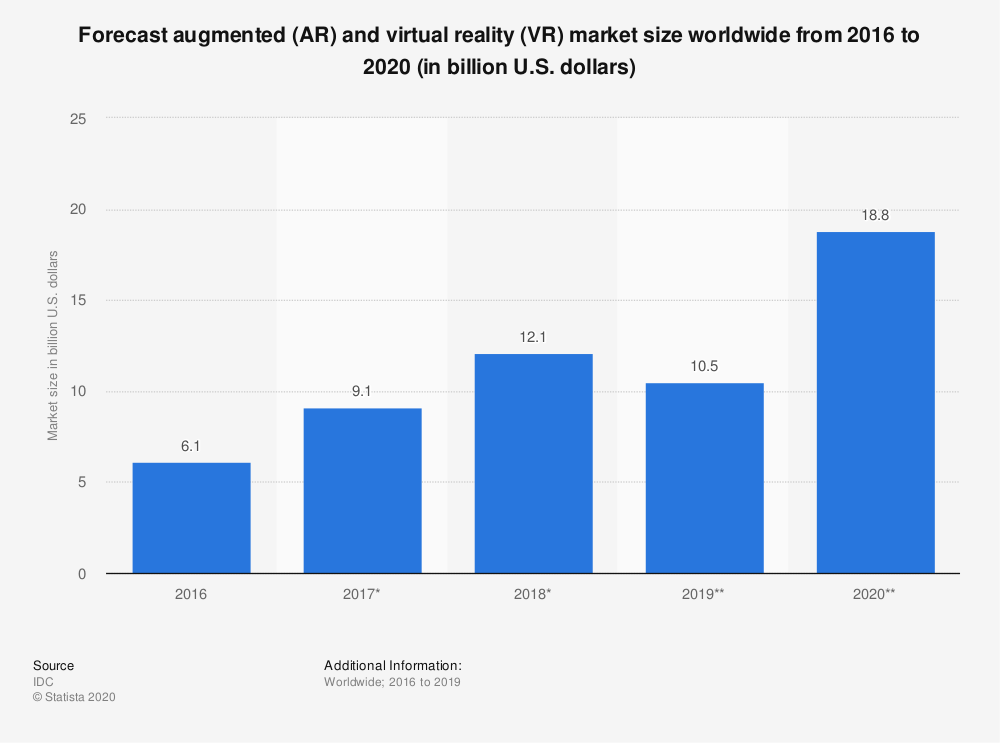 Forecast augmented (AR) and virtual reality (VR) market size worldwide from 2016 to
2020 (in billion U.S. dollars)
Market size in billion U.S. dollars
25
20
15
10
5
0
6.1
9.1
12.1
10.5
18.8
2016
2017*
2018*
2019**
2020**
Source
IDC
© Statista 2020
Additional Information:
Worldwide; 2016 to 2019